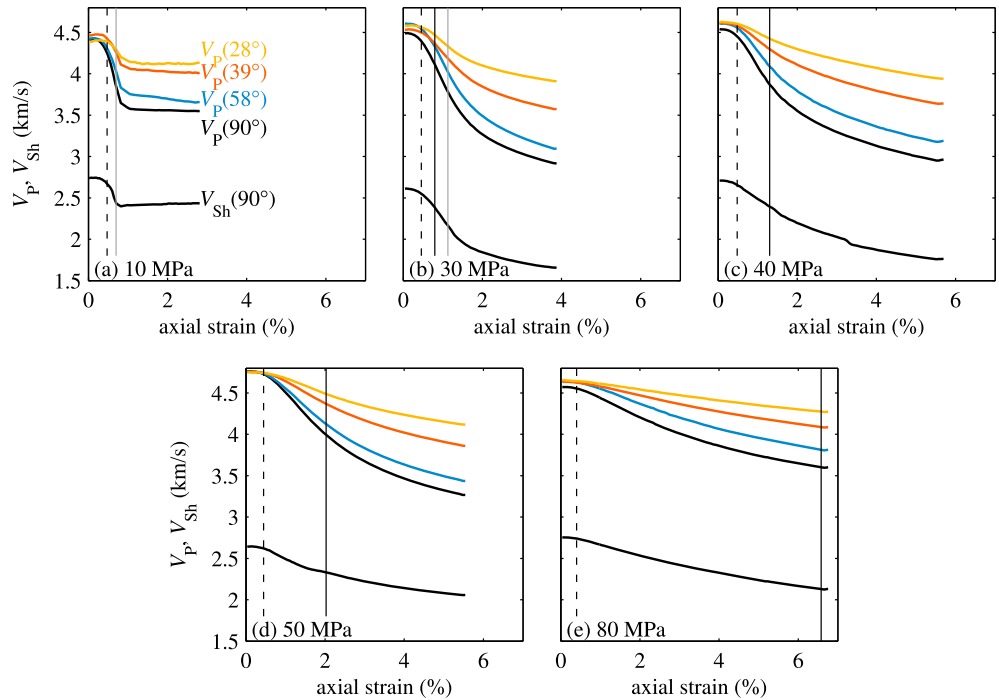 4.5
4
3.5
3
2.5
2
1.5
V_P, V_Sh (km/s)
V_P(28°)
V_P(39°)
V_P(58°)
V_P(90°)
V_Sh(90°)
(a) 10 MPa
(b) 30 MPa
(c) 40 MPa
0 2 4 6
0 2 4 6
0 2 4 6
axial strain (%)
axial strain (%)
axial strain (%)
4.5
4
3.5
3
2.5
2
1.5
V_P, V_Sh (km/s)
(d) 50 MPa
(e) 80 MPa
0 2 4 6
0 2 4 6
axial strain (%)
axial strain (%)